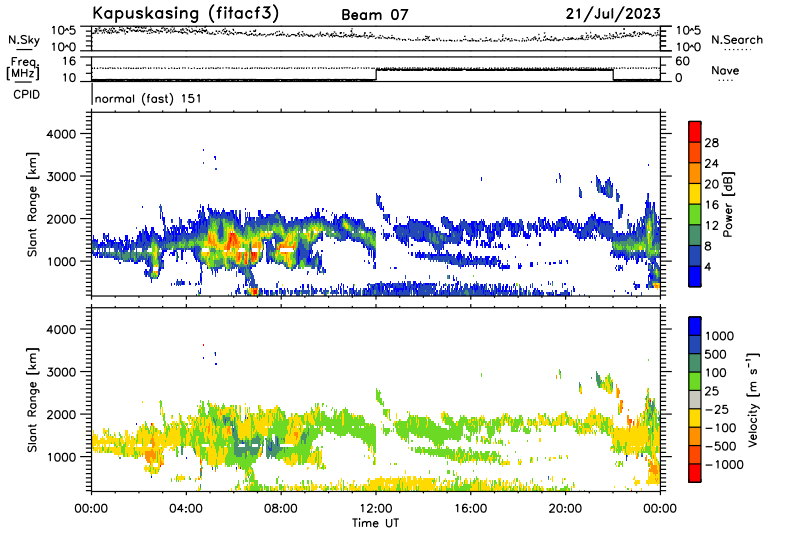 Kapuskasing (fitacf3) Beam 07 21/Jul/2023
N.Sky 10^5 10^0 10^5 10^0 N.Search
Freq. [MHz] 16 10 60 0 Nave
CPID normal (fast) 151
Slant Range [km]
4000
3000
2000
1000
Power [dB]
28
24
20
16
12
8
4
Slant Range [km]
4000
3000
2000
1000
Velocity [m s⁻¹]
1000
500
100
25
−25
−100
−500
−1000
00:00 04:00 08:00 12:00 16:00 20:00 00:00
Time UT